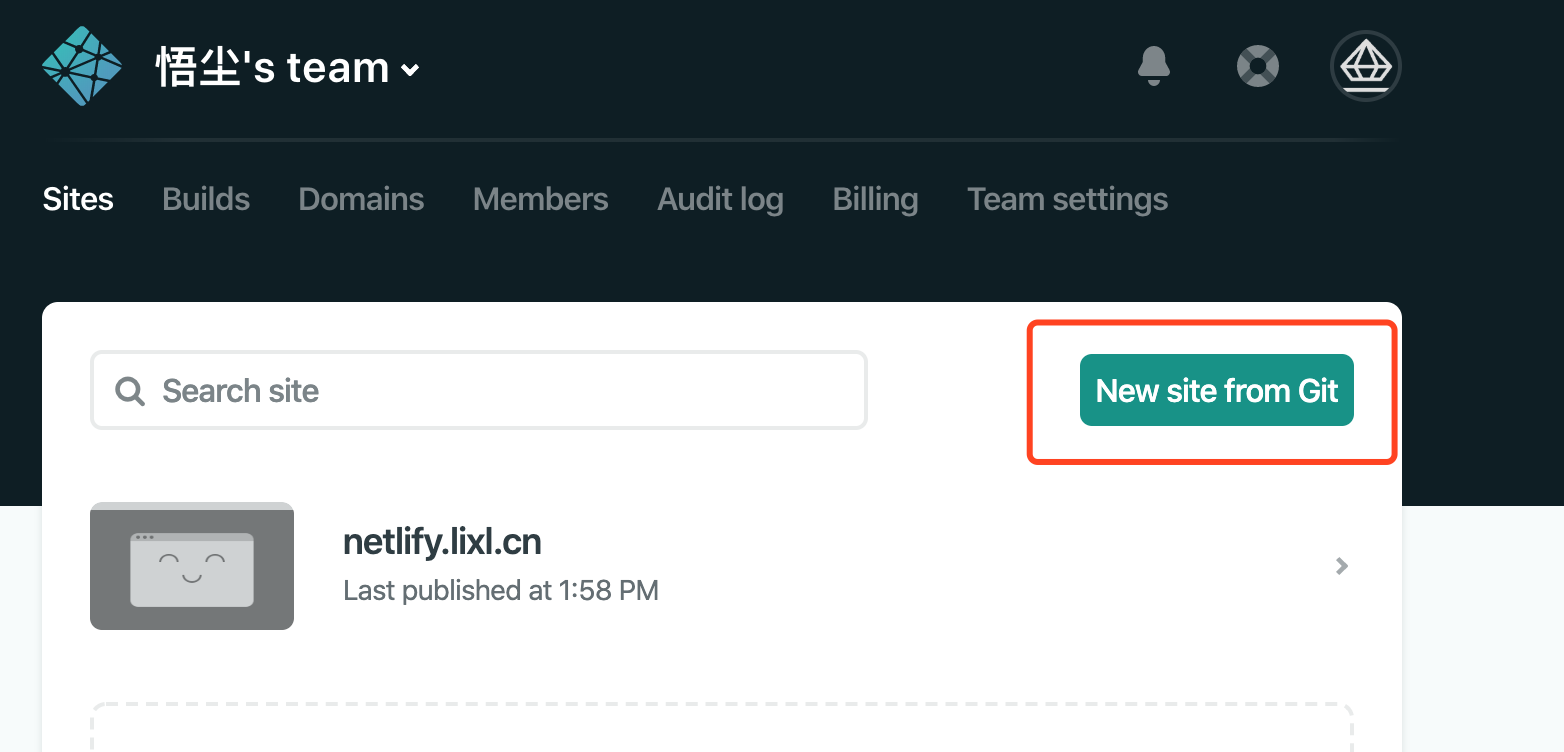 悟尘's team
Sites Builds Domains Members Audit log Billing Team settings
Search site
New site from Git
netlify.lixl.cn
Last published at 1:58 PM